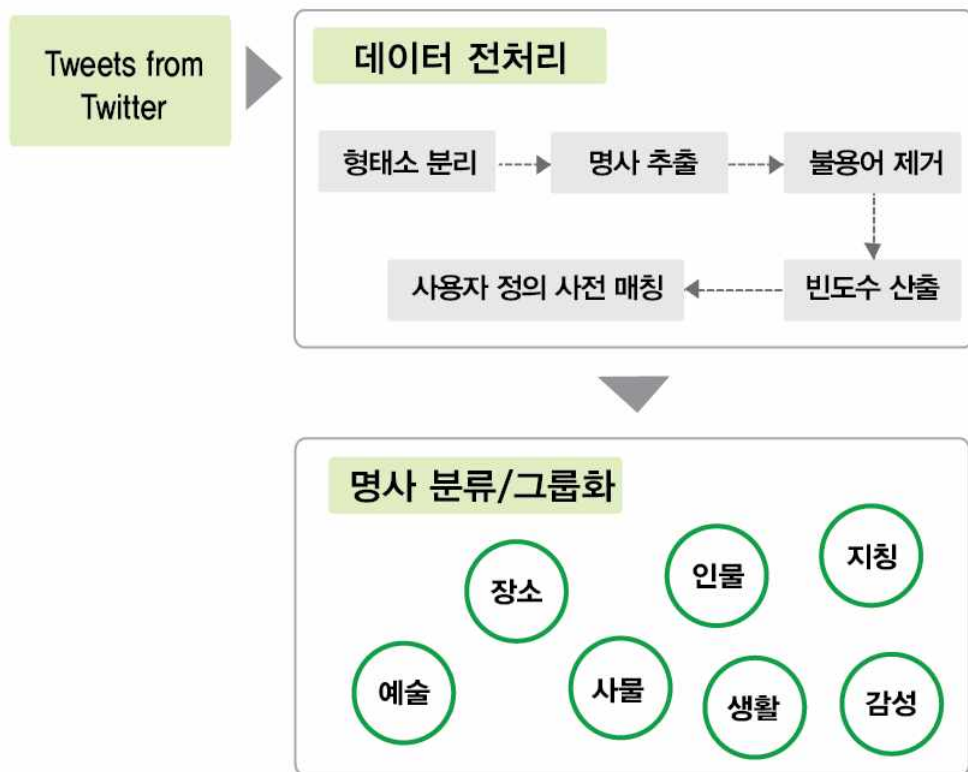 Tweets from
Twitter
데이터 전처리
형태소 분리
명사 추출
불용어 제거
빈도수 산출
사용자 정의 사전 매칭
명사 분류/그룹화
장소
인물
지칭
예술
사물
생활
감성